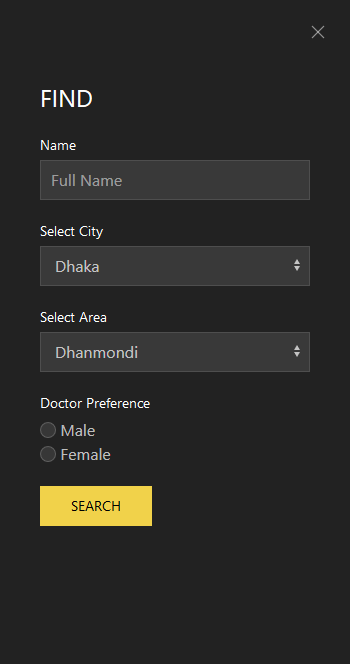 FIND
Name
Full Name
Select City
Dhaka
Select Area
Dhanmondi
Doctor Preference
Male
Female
SEARCH